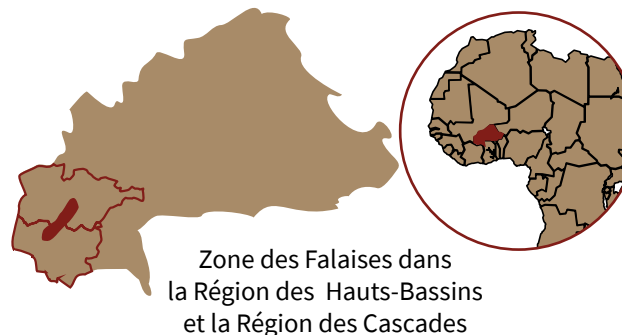 Zone des Falaises dans
la Région des Hauts-Bassins
et la Région des Cascades